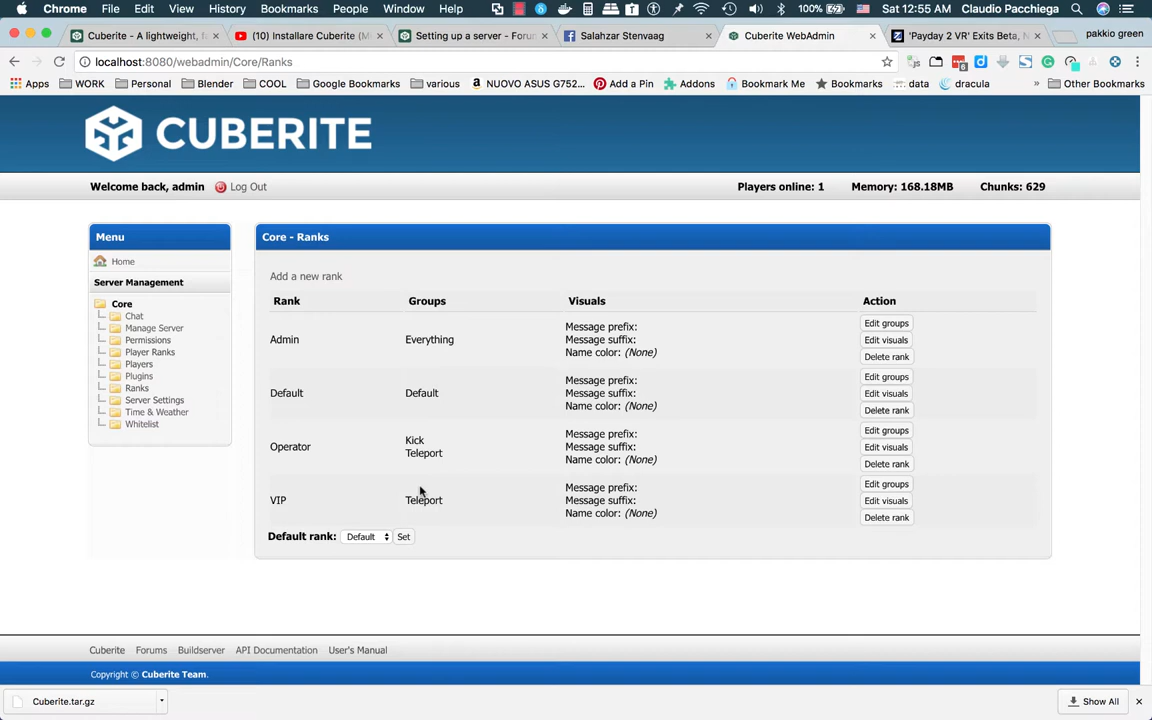 Chrome File Edit View History Bookmarks People Window Help 100% Sat 12:55 AM Claudio Pacchiega
Cuberite - A lightweight, fa (10) Installare Cuberite (Mi Setting up a server - Forum Salahzar Stenvaag Cuberite WebAdmin 'Payday 2 VR' Exits Beta, N pakkio green
localhost:8080/webadmin/Core/Ranks
Apps WORK Personal Blender COOL Google Bookmarks various NUOVO ASUS G752... Add a Pin Addons Bookmark Me Bookmarks data dracula » Other Bookmarks
CUBERITE
Welcome back, admin Log Out Players online: 1 Memory: 168.18MB Chunks: 629
Menu
Home
Server Management
Core
Chat
Manage Server
Permissions
Player Ranks
Players
Plugins
Ranks
Server Settings
Time & Weather
Whitelist
Core - Ranks
Add a new rank
Rank Groups Visuals Action
Admin Everything
Message prefix:
Message suffix:
Name color: (None)
Edit groups
Edit visuals
Delete rank
Default Default
Message prefix:
Message suffix:
Name color: (None)
Edit groups
Edit visuals
Delete rank
Operator
Kick
Teleport
Message prefix:
Message suffix:
Name color: (None)
Edit groups
Edit visuals
Delete rank
VIP Teleport
Message prefix:
Message suffix:
Name color: (None)
Edit groups
Edit visuals
Delete rank
Default rank: Default Set
Cuberite Forums Buildserver API Documentation User's Manual
Copyright © Cuberite Team.
Cuberite.tar.gz Show All